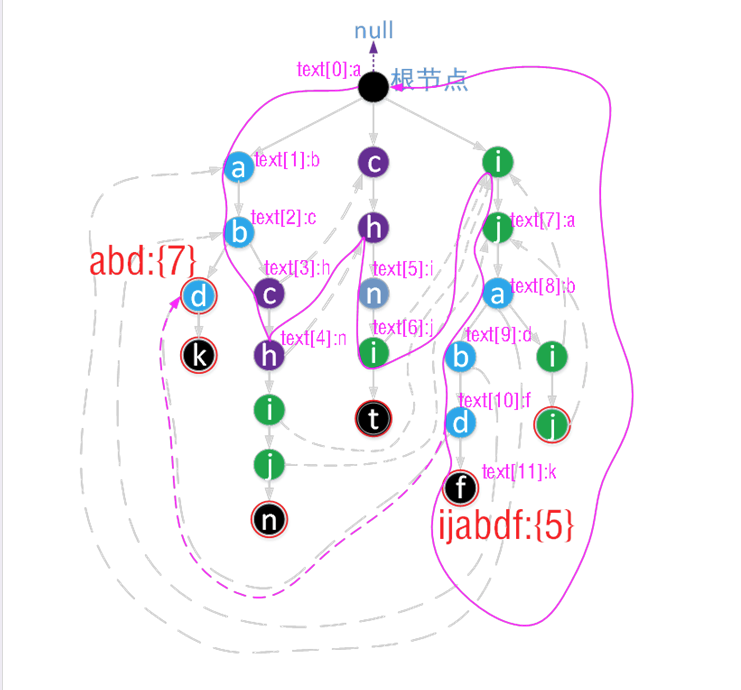 null
text[0]:a
根节点
a
text[1]:b
c
i
b
text[2]:c
h
j
text[7]:a
abd:{7}
d
c
text[3]:h
n
text[5]:i
a
text[8]:b
k
h
text[4]:n
i
text[6]:j
b
text[9]:d
i
i
t
d
text[10]:f
j
j
n
f
text[11]:k
ijabdf:{5}